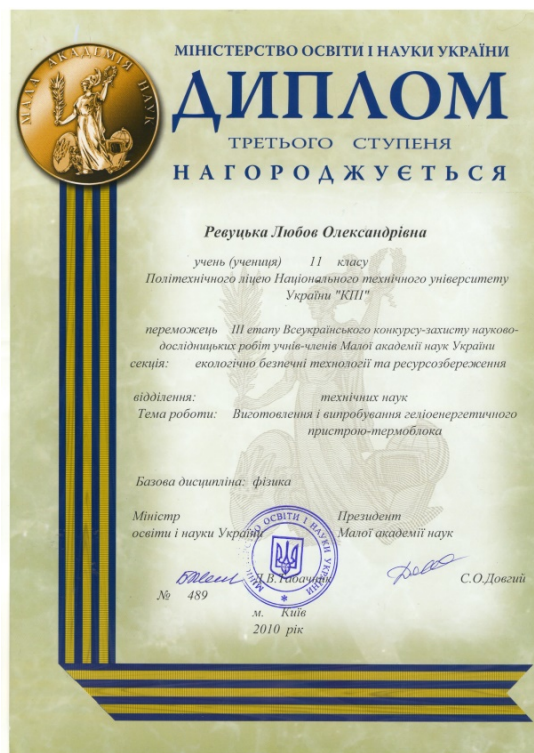 МАЛА АКАДЕМІЯ НАУК
МІНІСТЕРСТВО ОСВІТИ І НАУКИ УКРАЇНИ
ДИПЛОМ
ТРЕТЬОГО СТУПЕНЯ
НАГОРОДЖУЄТЬСЯ
Ревуцька Любов Олександрівна
учень (учениця) 11 класу
Політехнічного ліцею Національного технічного університету
України "КПІ"
переможець ІІІ етапу Всеукраїнського конкурсу-захисту науково-
дослідницьких робіт учнів-членів Малої академії наук України
секція: екологічно безпечні технології та ресурсозбереження
відділення: технічних наук
Тема роботи: Виготовлення і випробування геліоенергетичного
пристрою-термоблока
Базова дисципліна: фізика
Міністр Президент
освіти і науки України Малої академії наук
Д.В.Табачник С.О.Довгий
№ 489
м. Київ
2010 рік